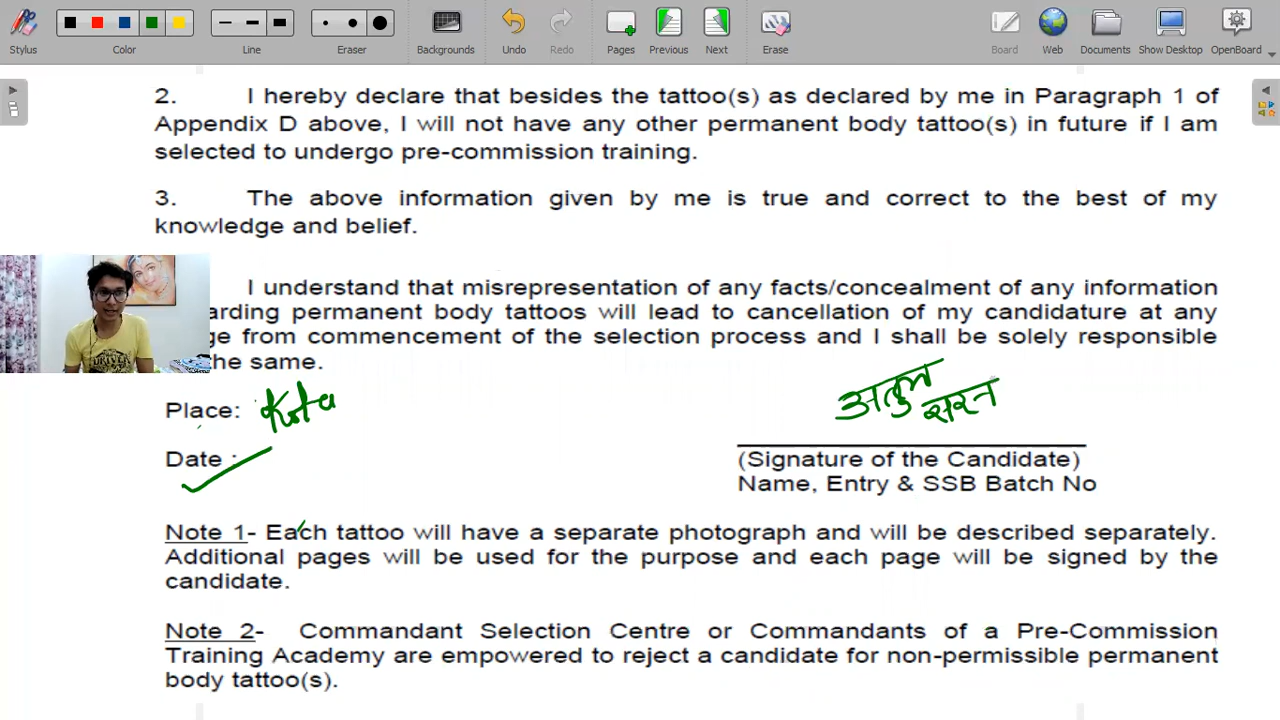 Stylus
Color
Line
Eraser
Backgrounds
Undo
Redo
Pages
Previous
Next
Erase
Board
Web
Documents
Show Desktop
OpenBoard
2. I hereby declare that besides the tattoo(s) as declared by me in Paragraph 1 of
Appendix D above, I will not have any other permanent body tattoo(s) in future if I am
selected to undergo pre-commission training.
3. The above information given by me is true and correct to the best of my
knowledge and belief.
I understand that misrepresentation of any facts/concealment of any information
arding permanent body tattoos will lead to cancellation of my candidature at any
ge from commencement of the selection process and I shall be solely responsible
the same.
Place: Kota
अतुल
सरन
Date :
(Signature of the Candidate)
Name, Entry & SSB Batch No
Note 1- Each tattoo will have a separate photograph and will be described separately.
Additional pages will be used for the purpose and each page will be signed by the
candidate.
Note 2- Commandant Selection Centre or Commandants of a Pre-Commission
Training Academy are empowered to reject a candidate for non-permissible permanent
body tattoo(s).